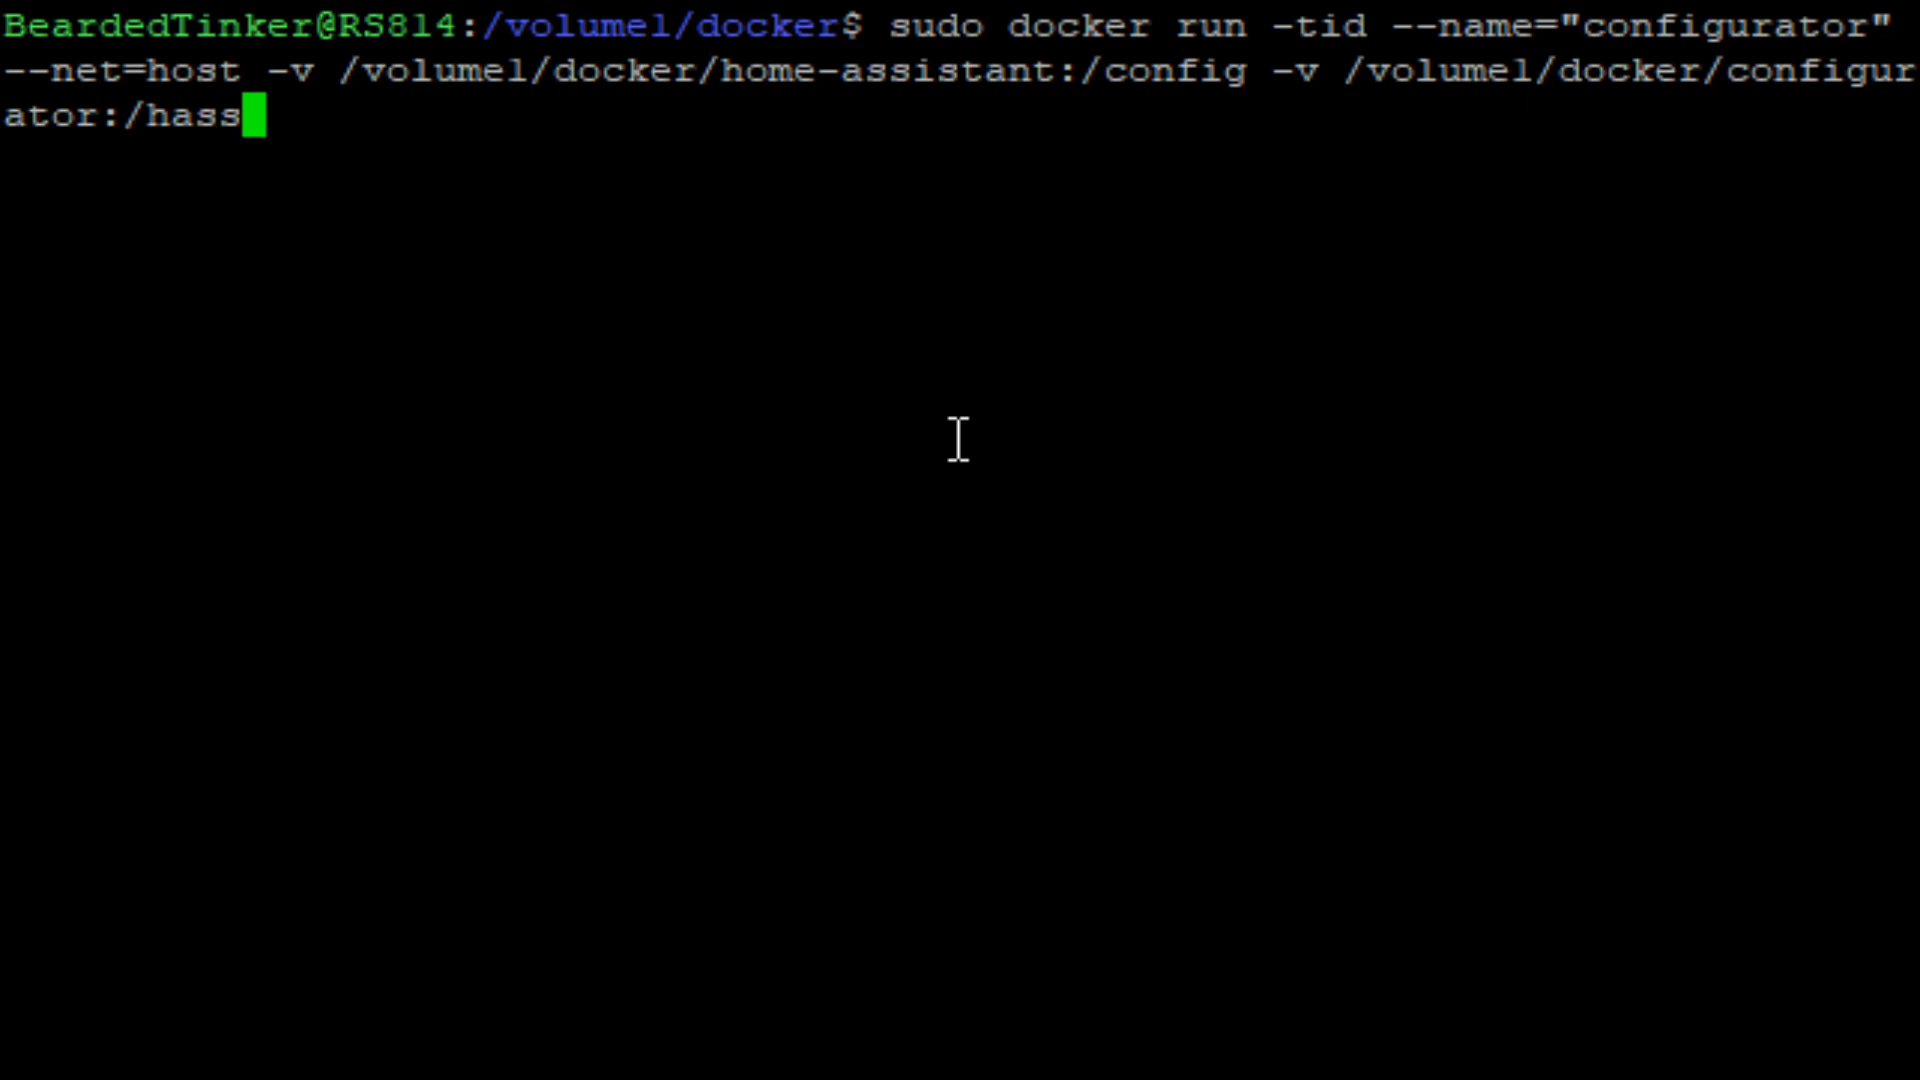 BeardedTinker@RS814:/volume1/docker$ sudo docker run -tid --name="configurator"
--net=host -v /volume1/docker/home-assistant:/config -v /volume1/docker/configur
ator:/hass